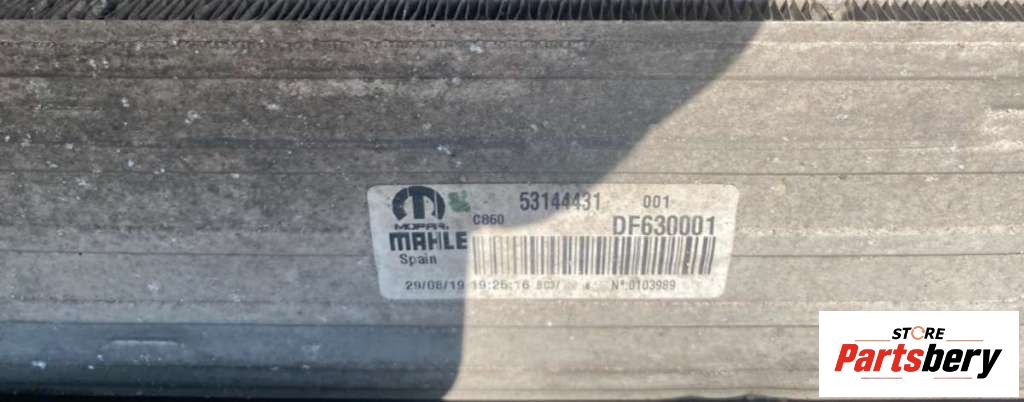 53144431 001
C860
MOPAR DF630001
MAHLE
Spain
29/08/19 19:25:16 N°:0103989
STORE
Partsbery